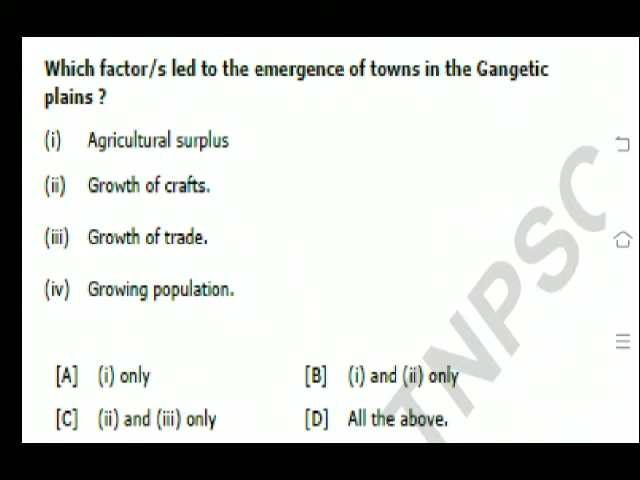 Which factor/s led to the emergence of towns in the Gangetic
plains ?
(i) Agricultural surplus
(ii) Growth of crafts.
(iii) Growth of trade.
(iv) Growing population.
[A] (i) only [B] (i) and (ii) only
[C] (ii) and (iii) only [D] All the above.
TNPSC